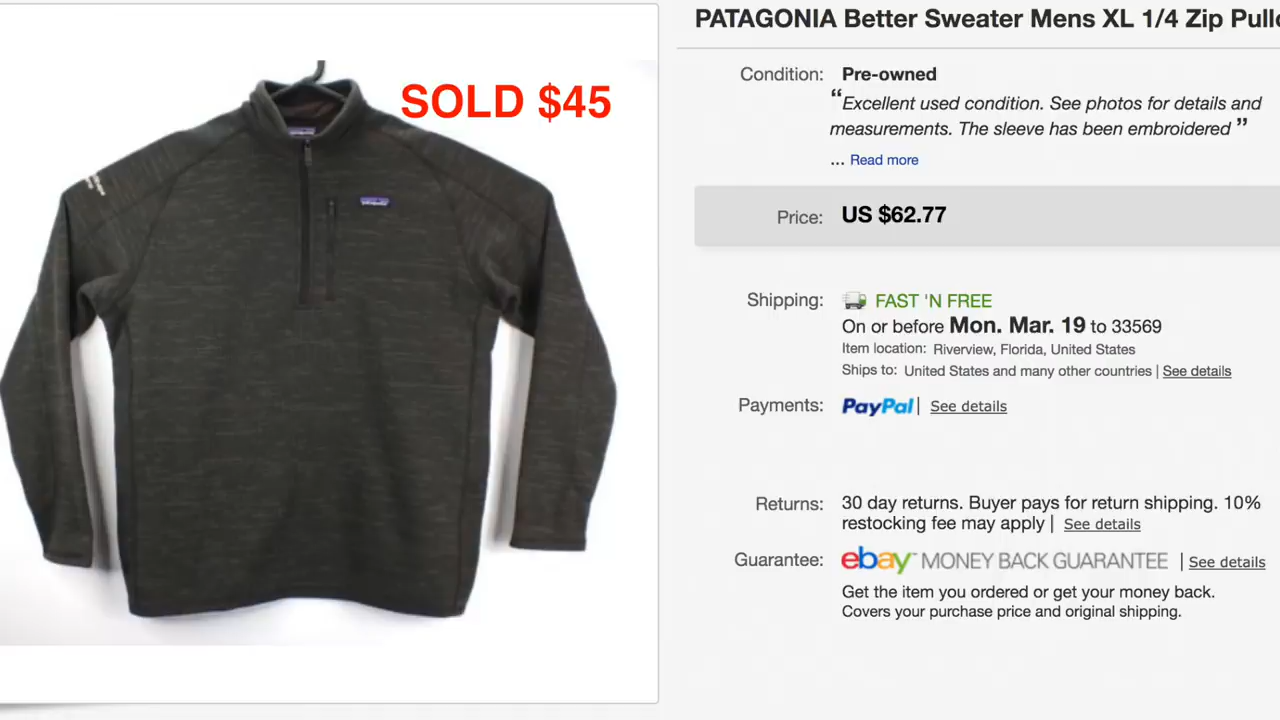 PATAGONIA Better Sweater Mens XL 1/4 Zip Pull
SOLD $45
Condition: Pre-owned
“Excellent used condition. See photos for details and
measurements. The sleeve has been embroidered ”
... Read more
Price: US $62.77
Shipping: FAST 'N FREE
On or before Mon. Mar. 19 to 33569
Item location: Riverview, Florida, United States
Ships to: United States and many other countries | See details
Payments: PayPal | See details
Returns: 30 day returns. Buyer pays for return shipping. 10%
restocking fee may apply | See details
Guarantee: ebay™ MONEY BACK GUARANTEE | See details
Get the item you ordered or get your money back.
Covers your purchase price and original shipping.
patagonia